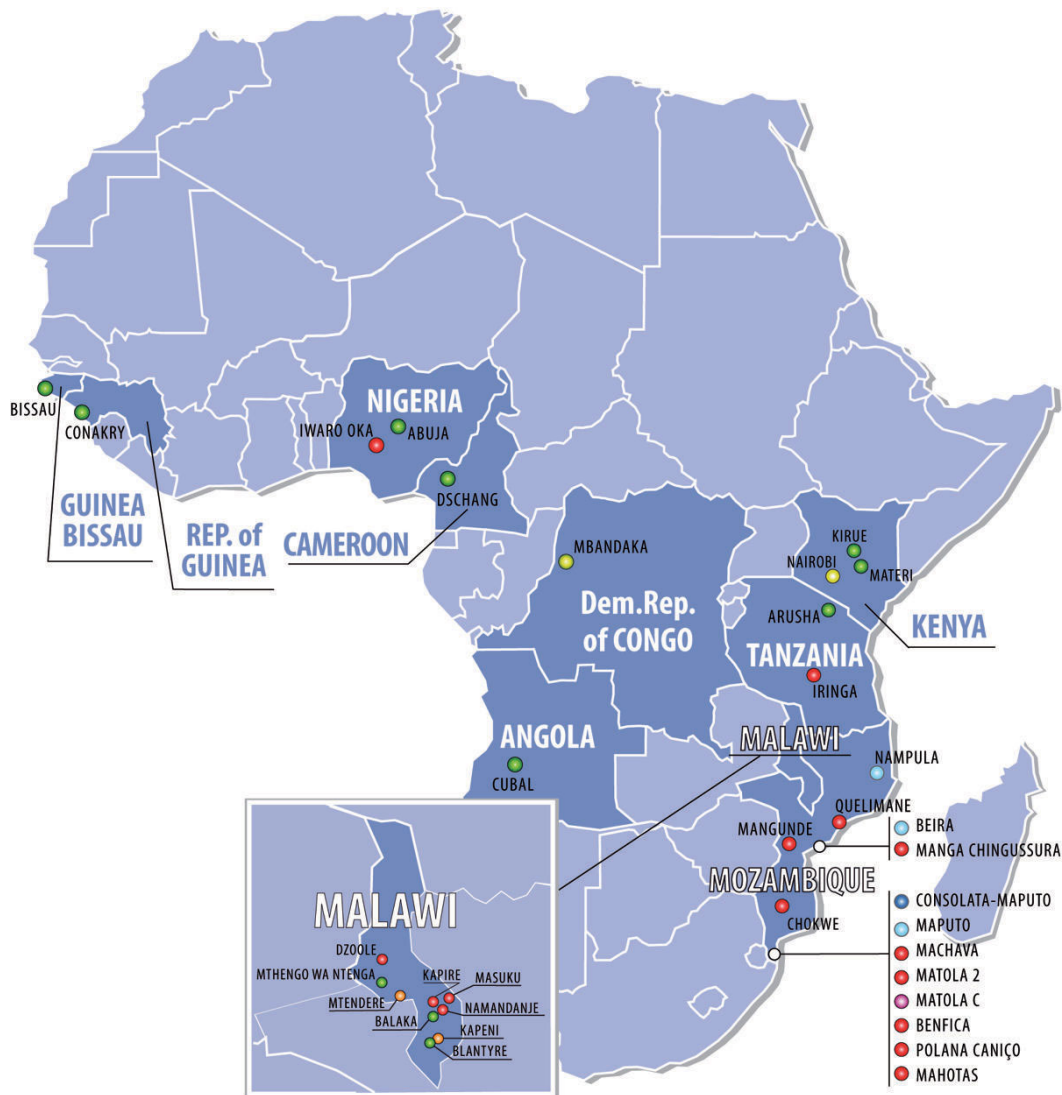 NIGERIA
IWARO OKA
ABUJA
BISSAU
CONAKRY
DSCHANG
GUINEA
BISSAU
REP. of
GUINEA
CAMEROON
MBANDAKA
KIRUE
NAIROBI
MATERI
Dem.Rep.
of CONGO
ARUSHA
KENYA
TANZANIA
IRINGA
ANGOLA
CUBAL
MALAWI
NAMPULA
QUELIMANE
MANGUNDE
BEIRA
MANGA CHINGUSSURA
MOZAMBIQUE
CHOKWE
CONSOLATA-MAPUTO
MAPUTO
MACHAVA
MATOLA 2
MATOLA C
BENFICA
POLANA CANIÇO
MAHOTAS
MALAWI
DZOOLE
MTHENGO WA NTENGA
KAPIRE
MASUKU
MTENDERE
NAMANDANJE
BALAKA
KAPENI
BLANTYRE